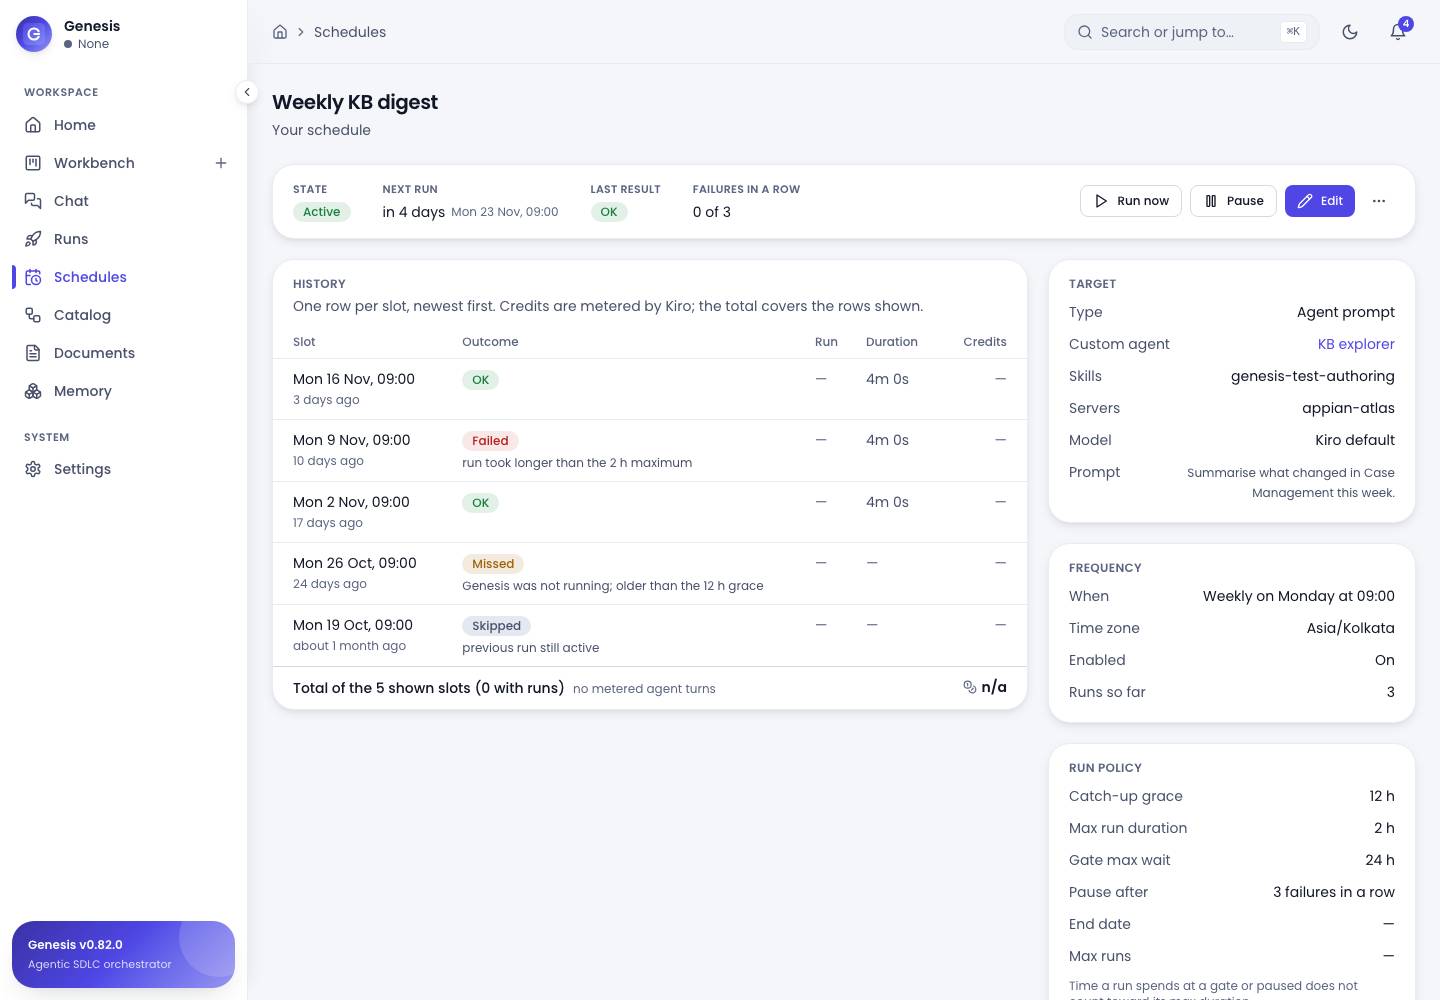 Genesis
None
WORKSPACE
Home
Workbench
Chat
Runs
Schedules
Catalog
Documents
Memory
SYSTEM
Settings
Genesis v0.82.0
Agentic SDLC orchestrator
Schedules
Search or jump to...
⌘K
4
Weekly KB digest
Your schedule
STATE
Active
NEXT RUN
in 4 days Mon 23 Nov, 09:00
LAST RESULT
OK
FAILURES IN A ROW
0 of 3
Run now
Pause
Edit
HISTORY
One row per slot, newest first. Credits are metered by Kiro; the total covers the rows shown.
Slot Outcome Run Duration Credits
Mon 16 Nov, 09:00 OK — 4m 0s —
3 days ago
Mon 9 Nov, 09:00 Failed — 4m 0s —
10 days ago run took longer than the 2 h maximum
Mon 2 Nov, 09:00 OK — 4m 0s —
17 days ago
Mon 26 Oct, 09:00 Missed — — —
24 days ago Genesis was not running; older than the 12 h grace
Mon 19 Oct, 09:00 Skipped — — —
about 1 month ago previous run still active
Total of the 5 shown slots (0 with runs) no metered agent turns n/a
TARGET
Type Agent prompt
Custom agent KB explorer
Skills genesis-test-authoring
Servers appian-atlas
Model Kiro default
Prompt Summarise what changed in Case
Management this week.
FREQUENCY
When Weekly on Monday at 09:00
Time zone Asia/Kolkata
Enabled On
Runs so far 3
RUN POLICY
Catch-up grace 12 h
Max run duration 2 h
Gate max wait 24 h
Pause after 3 failures in a row
End date —
Max runs —
Time a run spends at a gate or paused does not
count toward its max duration.